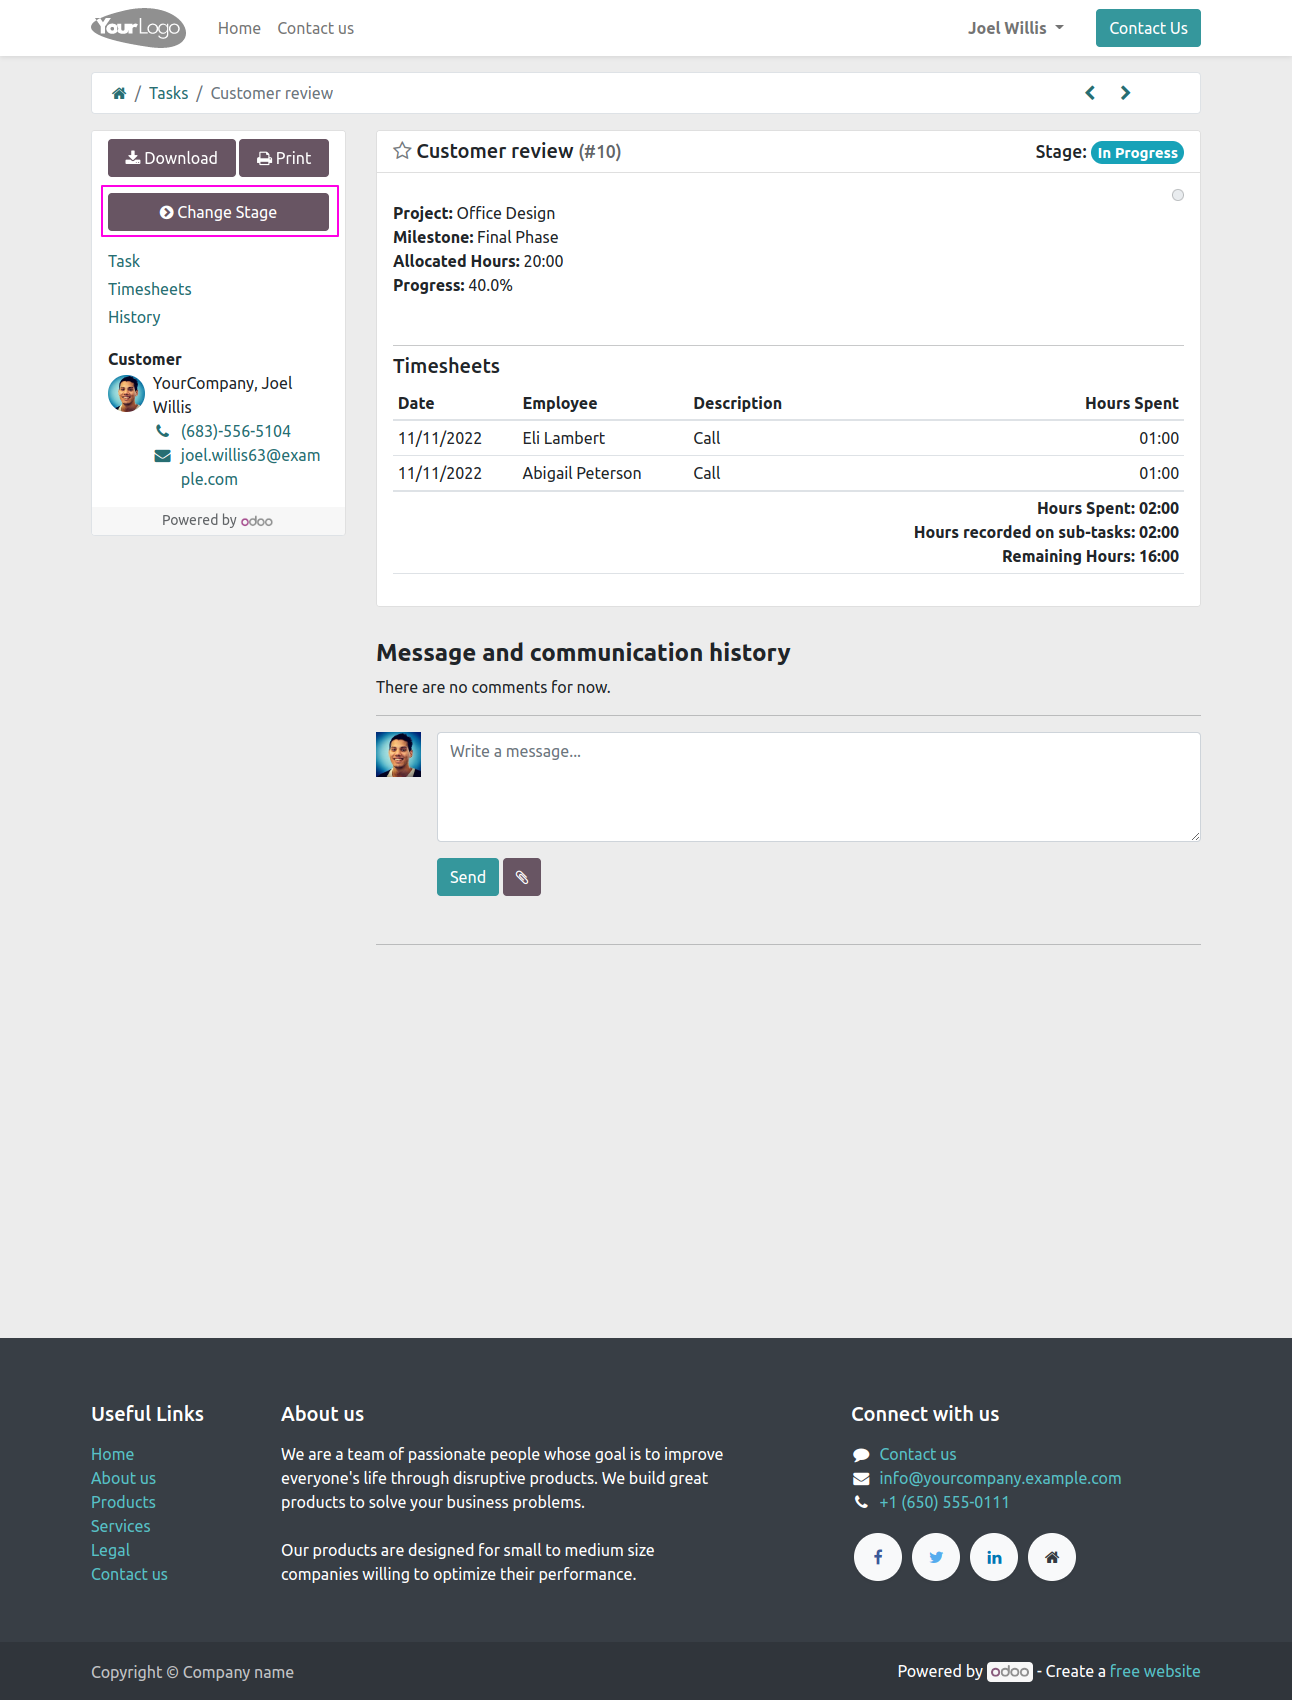 YourLogo
Home
Contact us
Joel Willis
Contact Us
/ Tasks / Customer review
Download
Print
Change Stage
Task
Timesheets
History
Customer
YourCompany, Joel
Willis
(683)-556-5104
joel.willis63@exam
ple.com
Powered by odoo
Customer review (#10)
Stage: In Progress
Project: Office Design
Milestone: Final Phase
Allocated Hours: 20:00
Progress: 40.0%
Timesheets
Date Employee Description Hours Spent
11/11/2022 Eli Lambert Call 01:00
11/11/2022 Abigail Peterson Call 01:00
Hours Spent: 02:00
Hours recorded on sub-tasks: 02:00
Remaining Hours: 16:00
Message and communication history
There are no comments for now.
Write a message...
Send
Useful Links
Home
About us
Products
Services
Legal
Contact us
About us
We are a team of passionate people whose goal is to improve
everyone's life through disruptive products. We build great
products to solve your business problems.
Our products are designed for small to medium size
companies willing to optimize their performance.
Connect with us
Contact us
info@yourcompany.example.com
+1 (650) 555-0111
Copyright © Company name
Powered by odoo - Create a free website